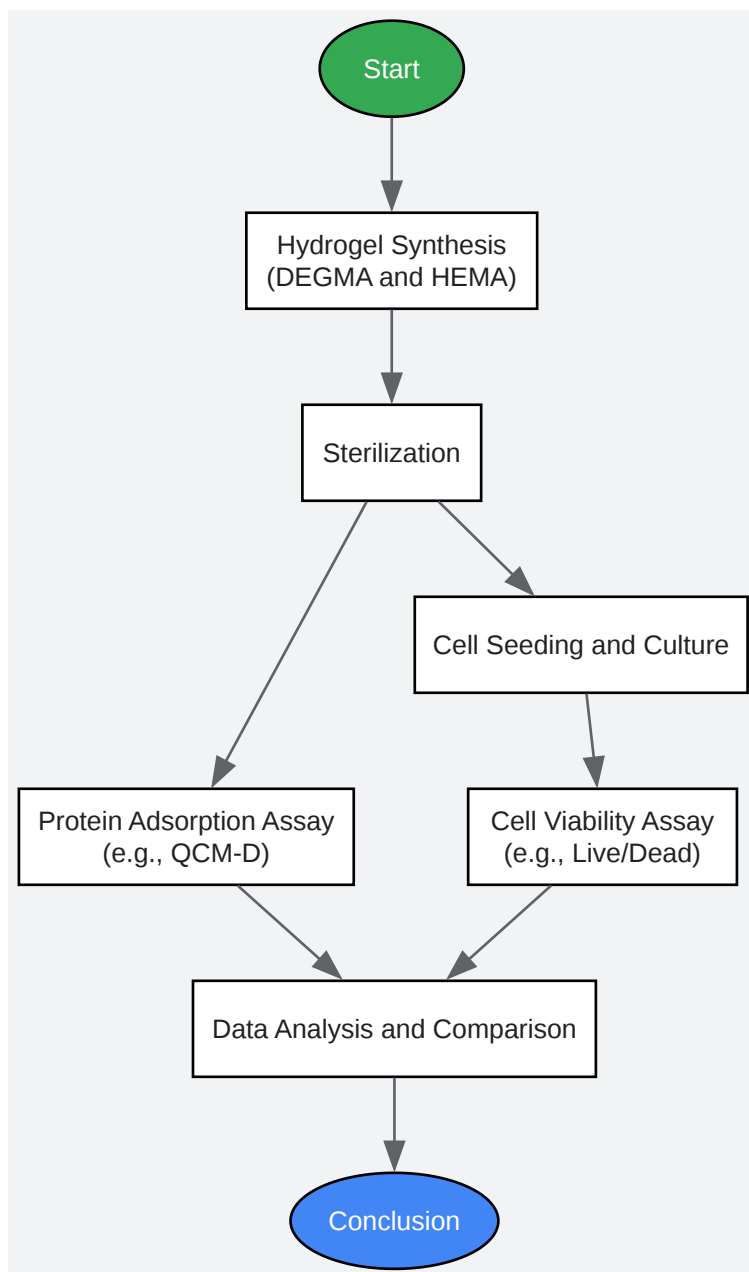 Start
Hydrogel Synthesis
(DEGMA and HEMA)
Sterilization
Cell Seeding and Culture
Protein Adsorption Assay
(e.g., QCM-D)
Cell Viability Assay
(e.g., Live/Dead)
Data Analysis and Comparison
Conclusion